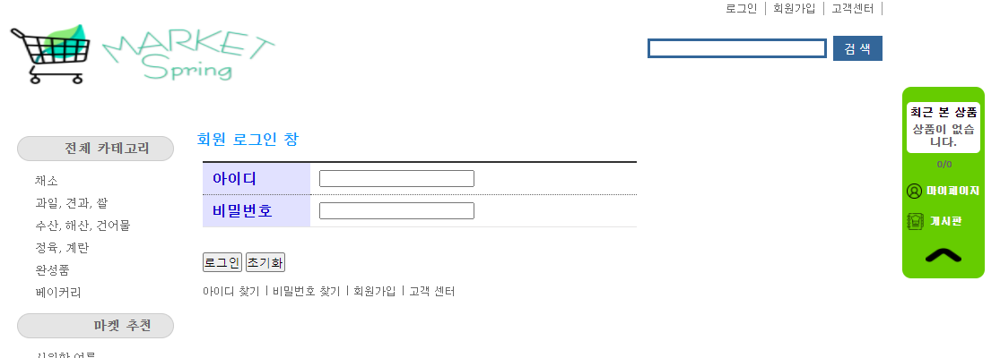 로그인 회원가입 고객센터
MARKET
Spring
검 색
전체 카테고리
채소
과일, 견과, 쌀
수산, 해산, 건어물
정육, 계란
완성품
베이커리
마켓 추천
회원 로그인 창
아이디
비밀번호
로그인 초기화
아이디 찾기 | 비밀번호 찾기 | 회원가입 | 고객 센터
최근 본 상품
상품이 없습
니다.
0/0
마이페이지
게시판